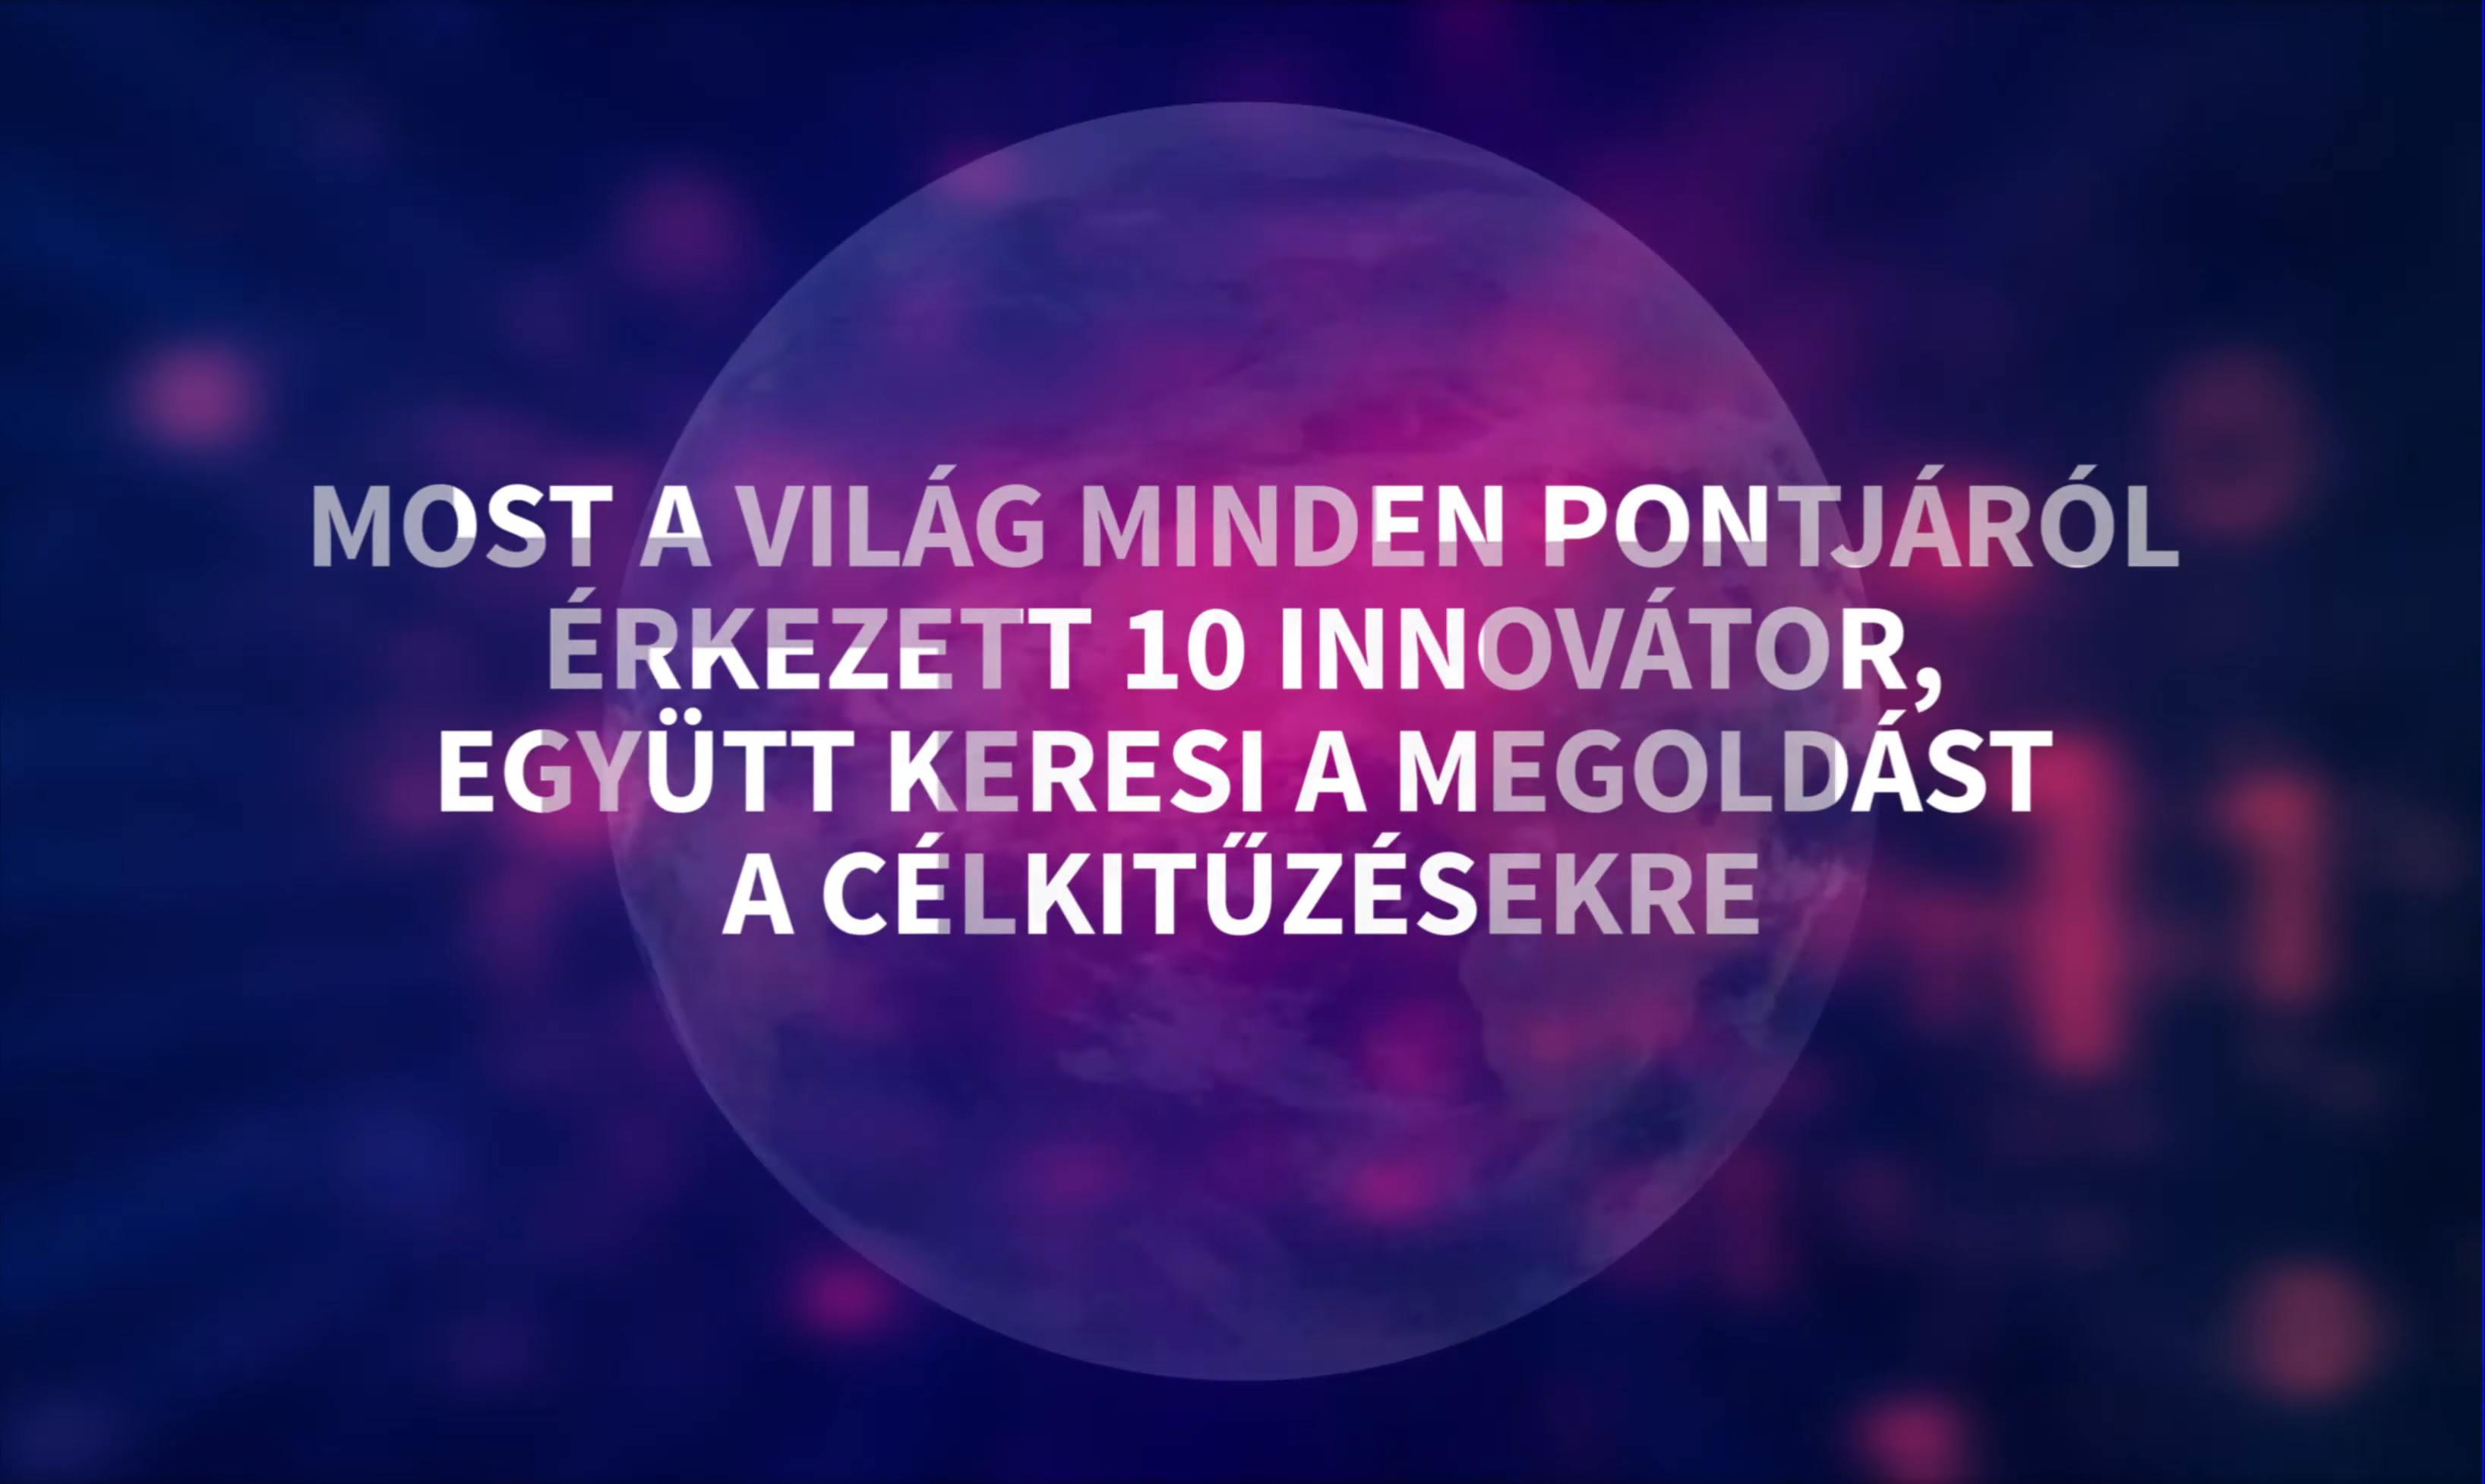 MOST A VILÁG MINDEN PONTJÁRÓL
ÉRKEZETT 10 INNOVÁTOR,
EGYÜTT KERESI A MEGOLDÁST
A CÉLKITŰZÉSEKRE